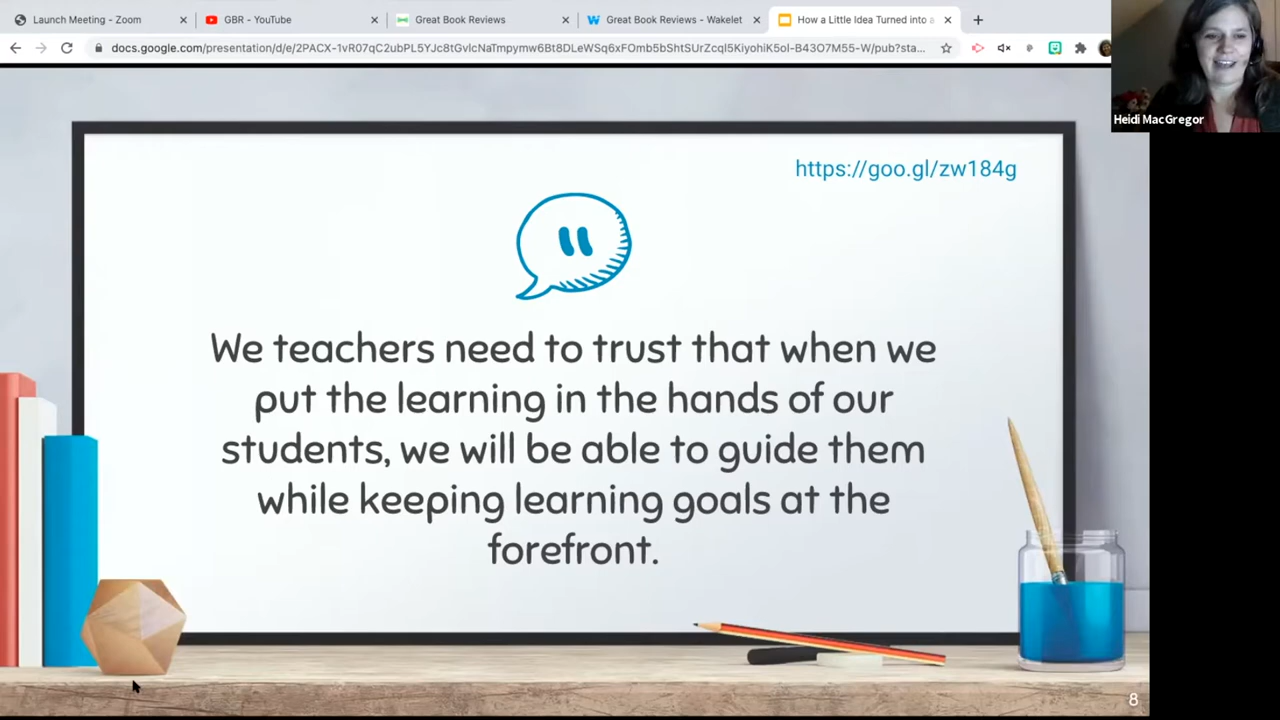 Launch Meeting - Zoom
GBR - YouTube
Great Book Reviews
Great Book Reviews - Wakelet
How a Little Idea Turned into a
docs.google.com/presentation/d/e/2PACX-1vR07qC2ubPL5YJc8tGvlcNaTmpymw6Bt8DLeWSq6xFOmb5bShtSUrZcqI5KiyohiK5oI-B43O7M55-W/pub?sta...
Heidi MacGregor
https://goo.gl/zw184g
We teachers need to trust that when we
put the learning in the hands of our
students, we will be able to guide them
while keeping learning goals at the
forefront.
8